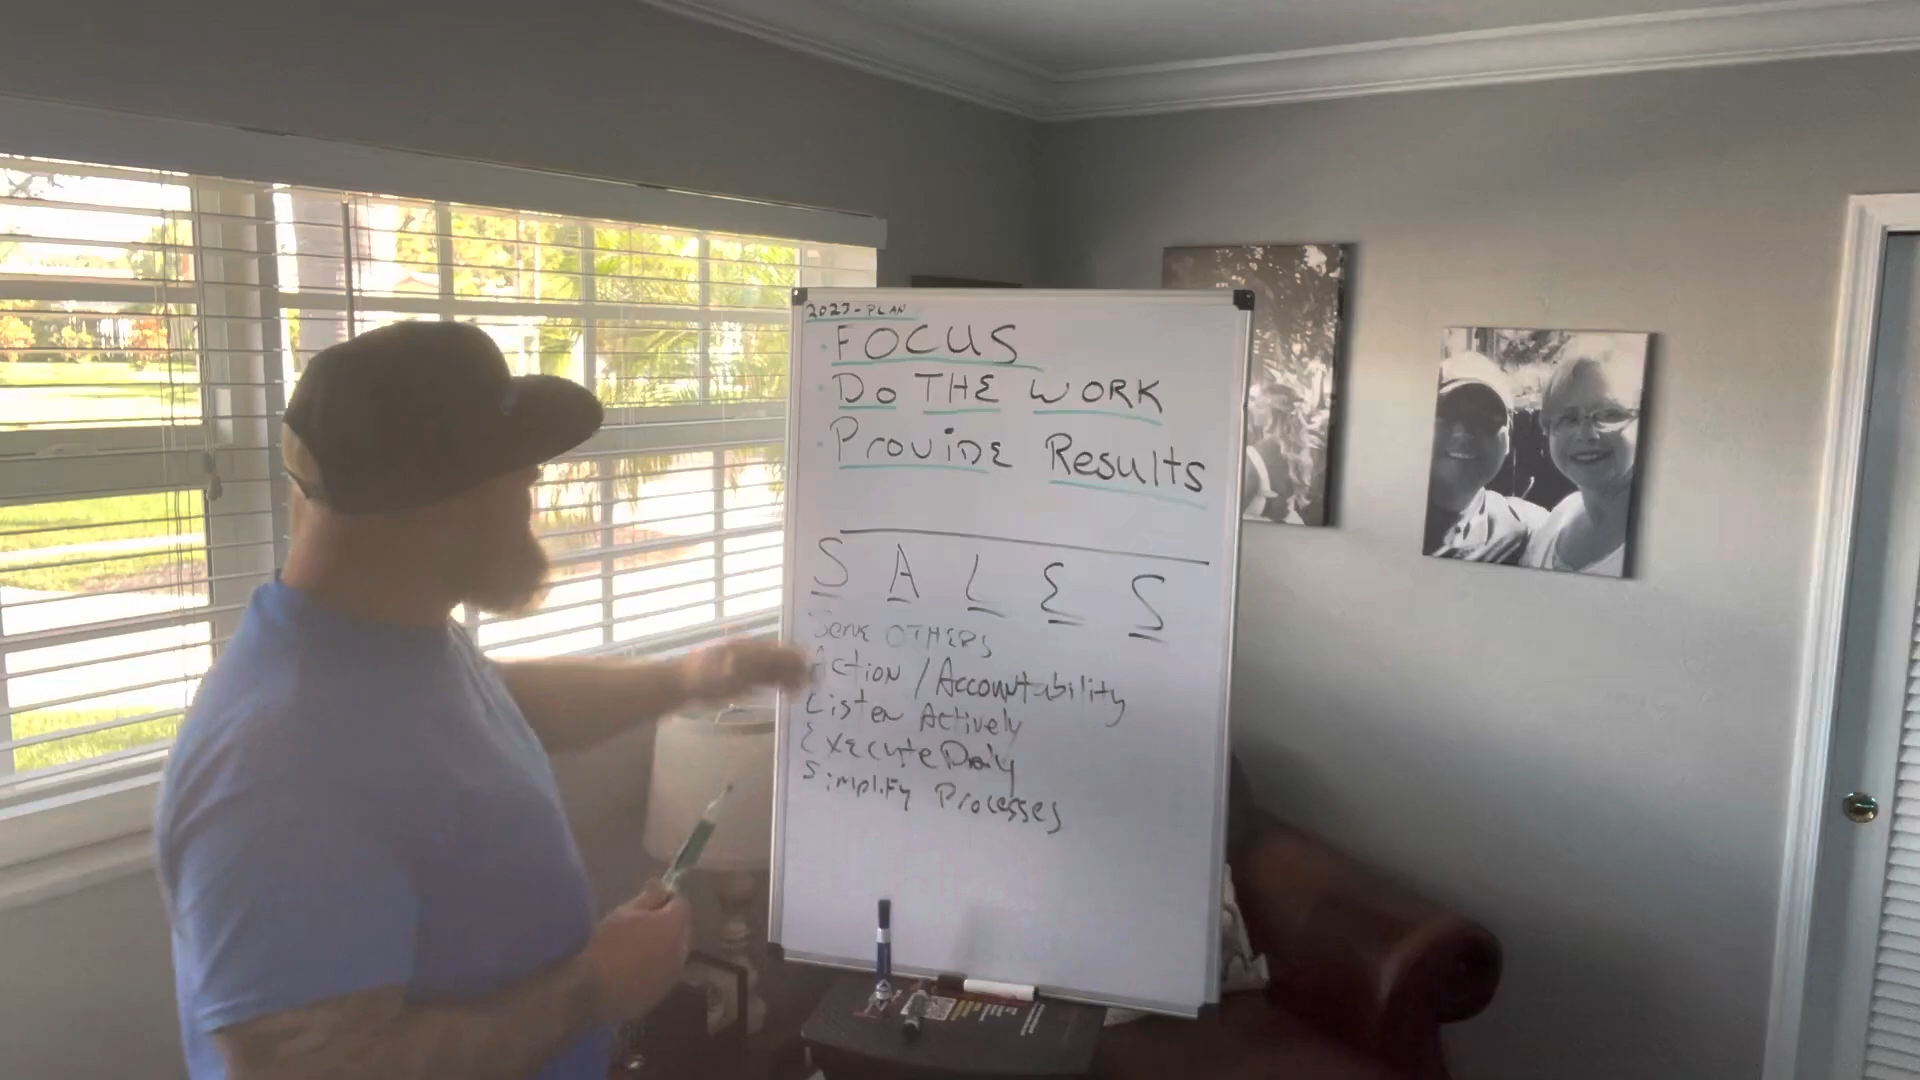 2023-PLAN
FOCUS
Do THE WORK
ProviDE Results
S A L E S
Serve OTHERS
Action / Accountability
Listen Actively
Execute Daily
Simplify Processes